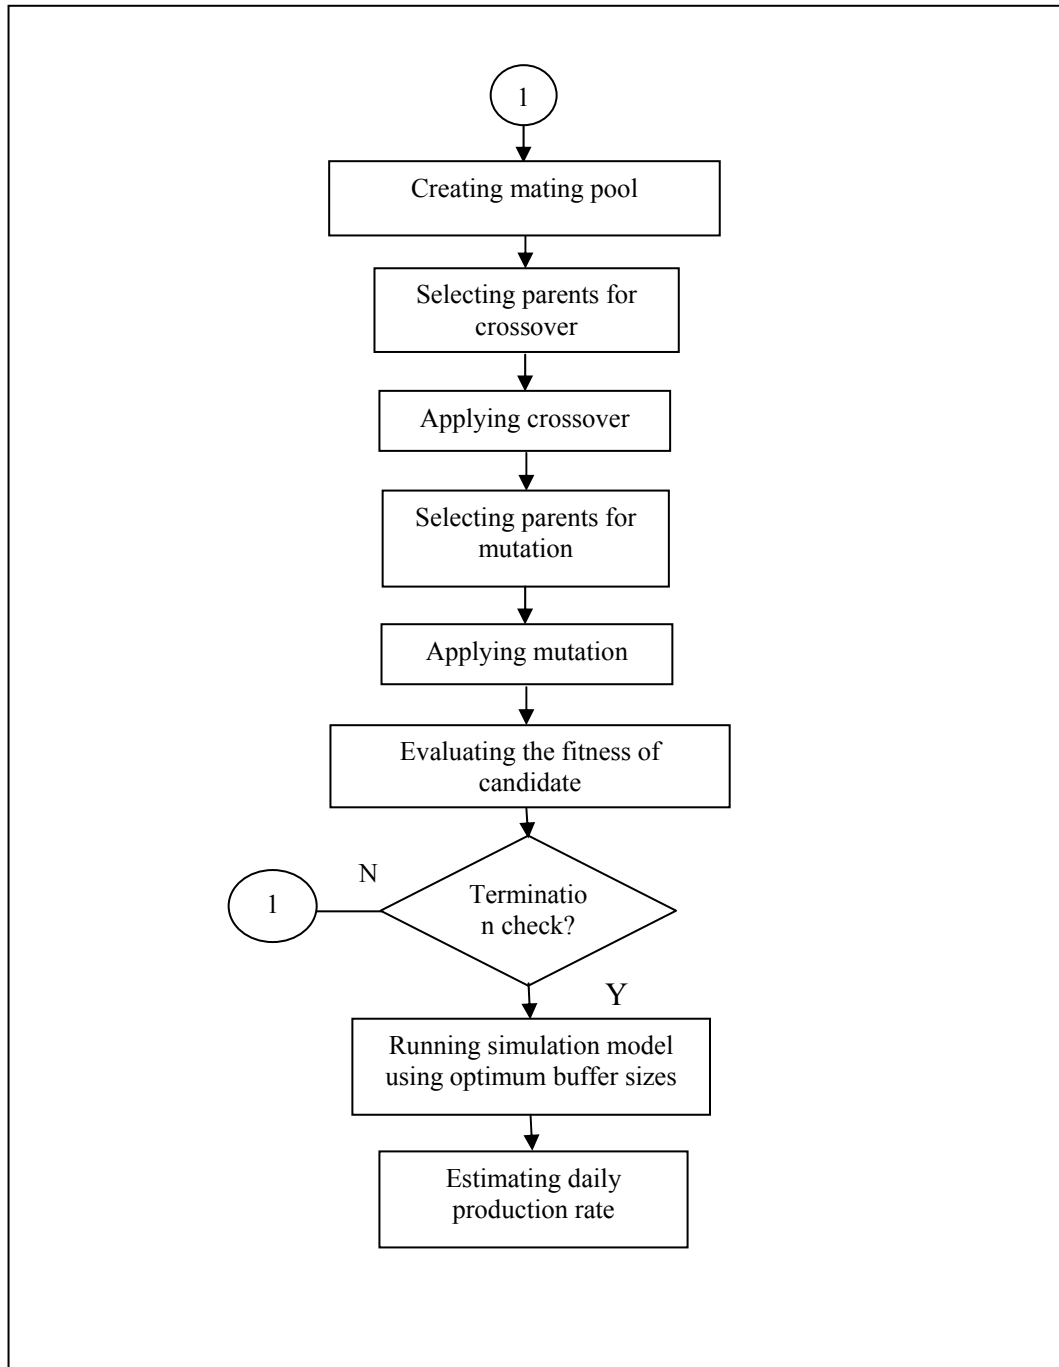 1
Creating mating pool
Selecting parents for
crossover
Applying crossover
Selecting parents for
mutation
Applying mutation
Evaluating the fitness of
candidate
N
1
Terminatio
n check?
Y
Running simulation model
using optimum buffer sizes
Estimating daily
production rate